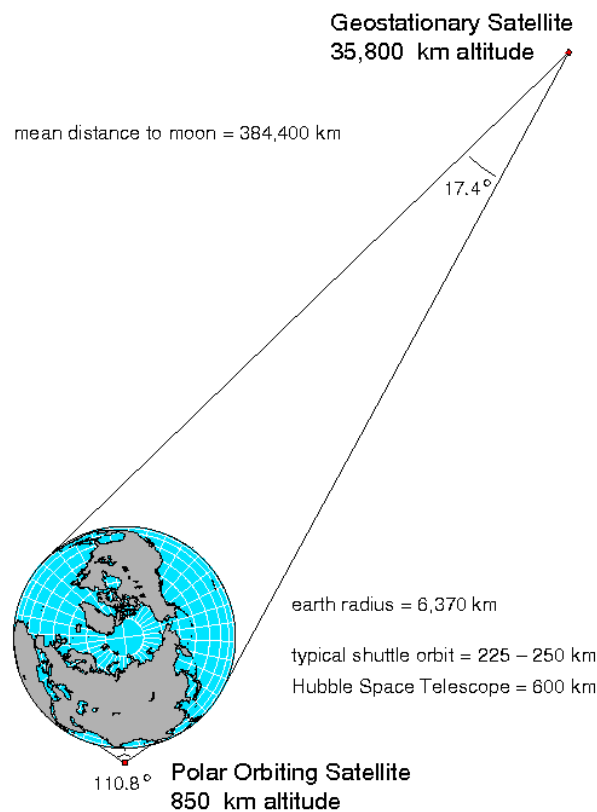 Geostationary Satellite
35,800 km altitude
mean distance to moon = 384,400 km
17.4°
earth radius = 6,370 km
typical shuttle orbit = 225 – 250 km
Hubble Space Telescope = 600 km
110.8°
Polar Orbiting Satellite
850 km altitude